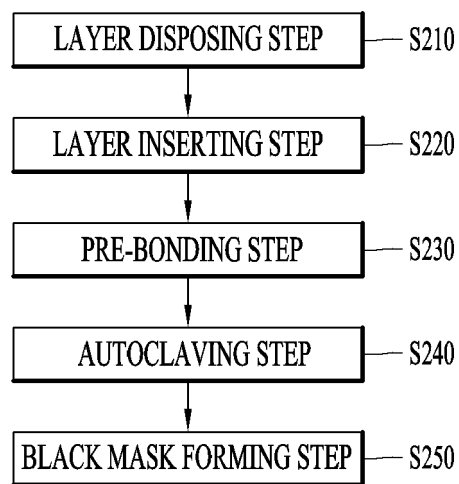 LAYER DISPOSING STEP S210
LAYER INSERTING STEP S220
PRE-BONDING STEP S230
AUTOCLAVING STEP S240
BLACK MASK FORMING STEP S250